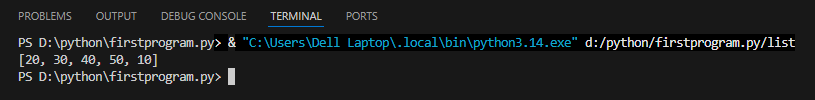 PROBLEMS OUTPUT DEBUG CONSOLE TERMINAL PORTS
PS D:\python\firstprogram.py> & "C:\Users\Dell Laptop\.local\bin\python3.14.exe" d:/python/firstprogram.py/list
[20, 30, 40, 50, 10]
PS D:\python\firstprogram.py>